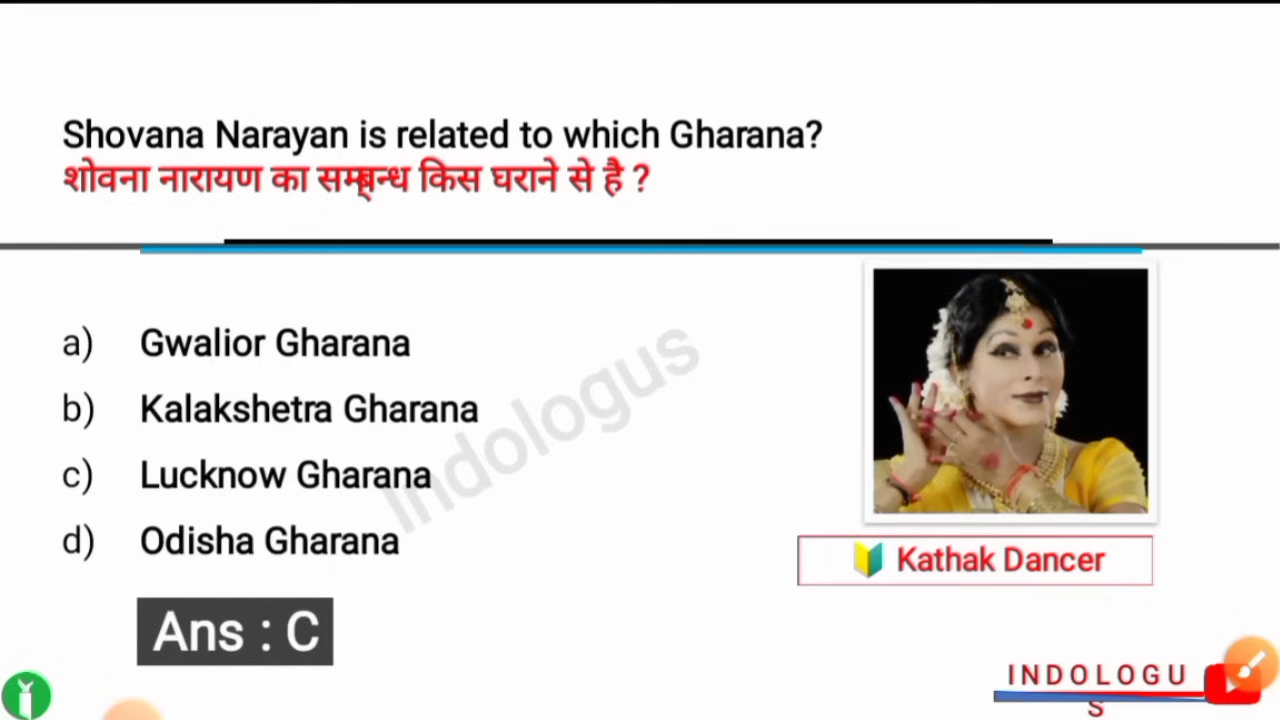 Shovana Narayan is related to which Gharana?
शोवना नारायण का सम्बन्ध किस घराने से है ?
a) Gwalior Gharana
b) Kalakshetra Gharana
c) Lucknow Gharana
d) Odisha Gharana
Indologus
Kathak Dancer
Ans : C
INDOLOGU
S